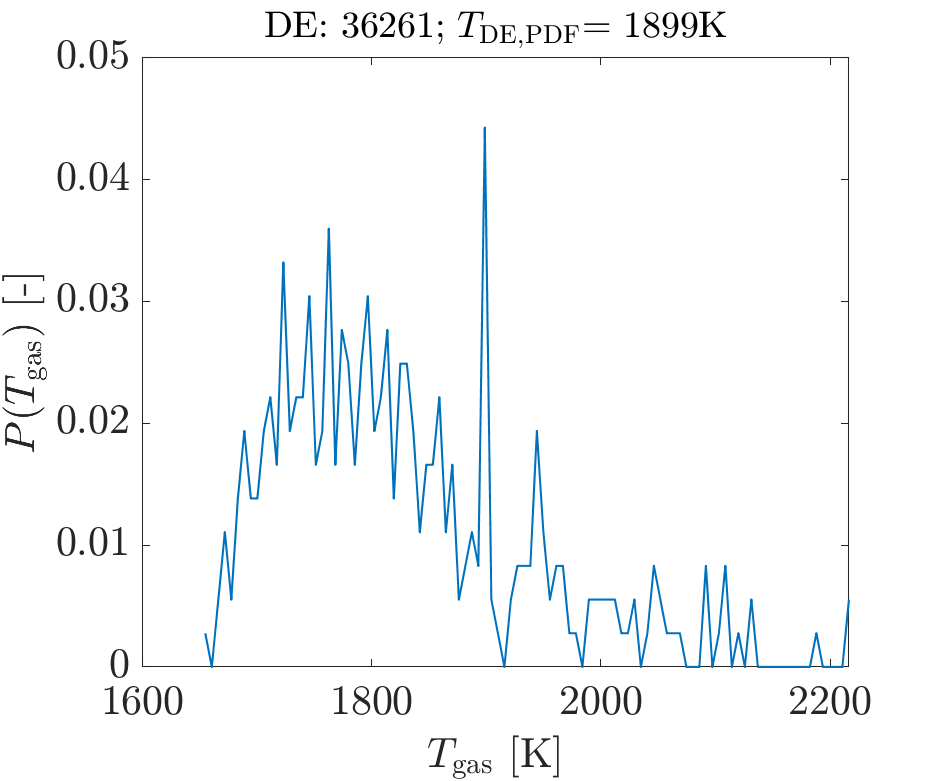 DE: 36261; T_DE,PDF= 1899K
0.05
0.04
0.03
0.02
0.01
0
P(T_gas) [-]
1600 1800 2000 2200
T_gas [K]